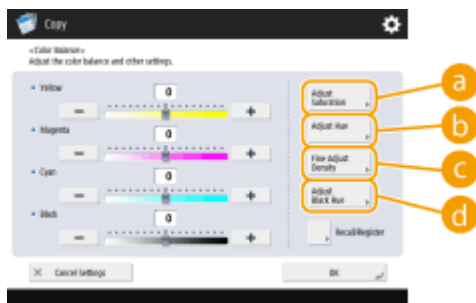 Copy
<Color Balance>
Adjust the color balance and other settings.
Yellow
0
Adjust
Saturation
a
Magenta
0
Adjust Hue
b
Cyan
0
Fine Adjust
Density
c
Black
0
Adjust
Black Hue
d
Recall/Register
Cancel Settings
OK